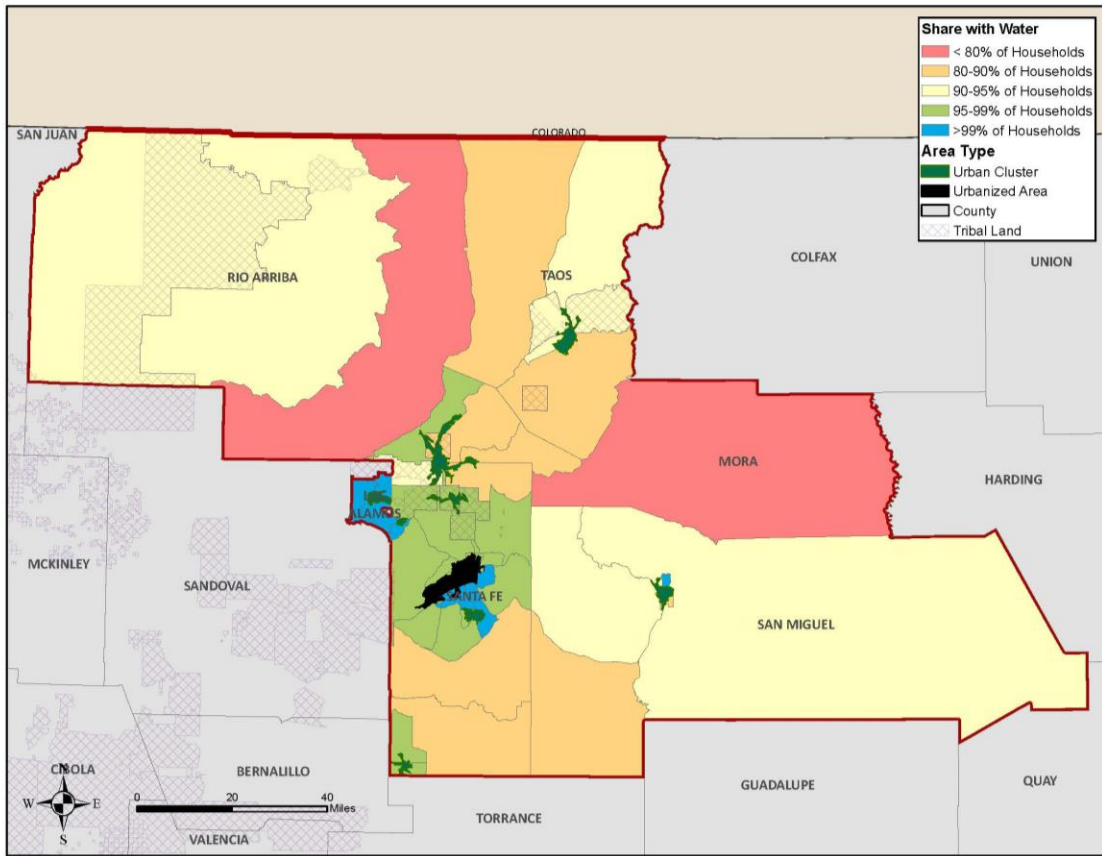 Share with Water
< 80% of Households
80-90% of Households
90-95% of Households
95-99% of Households
>99% of Households
Area Type
Urban Cluster
Urbanized Area
County
Tribal Land
SAN JUAN
COLORADO
RIO ARRIBA
TAOS
COLFAX
UNION
MORA
HARDING
ALAMOS
MCKINLEY
SANDOVAL
SANTA FE
SAN MIGUEL
CIBOLA
BERNALILLO
GUADALUPE
QUAY
TORRANCE
VALENCIA
N
W
E
S
0
20
40
Miles